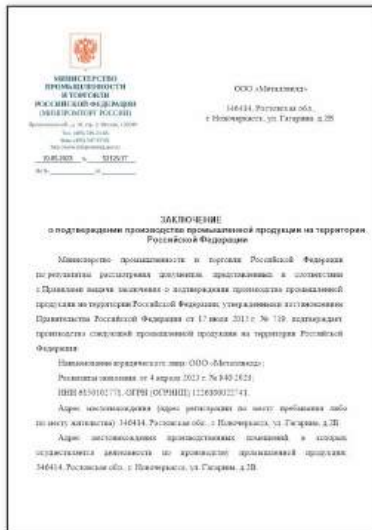 МИНИСТЕРСТВО
ПРОМЫШЛЕННОСТИ
И ТОРГОВЛИ
РОССИЙСКОЙ ФЕДЕРАЦИИ
(МИНПРОМТОРГ РОССИИ)
ООО «Металлмонд»
346414, Ростовская обл.,
г. Новочеркасск, ул. Гагарина, д.2В
ЗАКЛЮЧЕНИЕ
о подтверждении производства промышленной продукции на территории
Российской Федерации
Министерство промышленности и торговли Российской Федерации
по результатам рассмотрения документов, представленных в соответствии
с Правилами выдачи заключения о подтверждении производства промышленной
продукции на территории Российской Федерации, утвержденными постановлением
Правительства Российской Федерации от 17 июля 2015 г. № 719, подтверждает
производство следующей промышленной продукции на территории Российской
Федерации:
Наименование юридического лица: ООО
Реквизиты заявления: от 4 апреля 2023 г.
ИНН ОГРН (ОГРНИП)
Адрес местонахождения (адрес регистрации по месту пребывания либо
по месту жительства): 346414, Ростовская обл., г. Новочеркасск, ул. Гагарина, д.2В
Адрес местонахождения производственных помещений, в которых
осуществляется деятельность по производству промышленной продукции:
346414, Ростовская обл., г. Новочеркасск, ул. Гагарина, д.2В